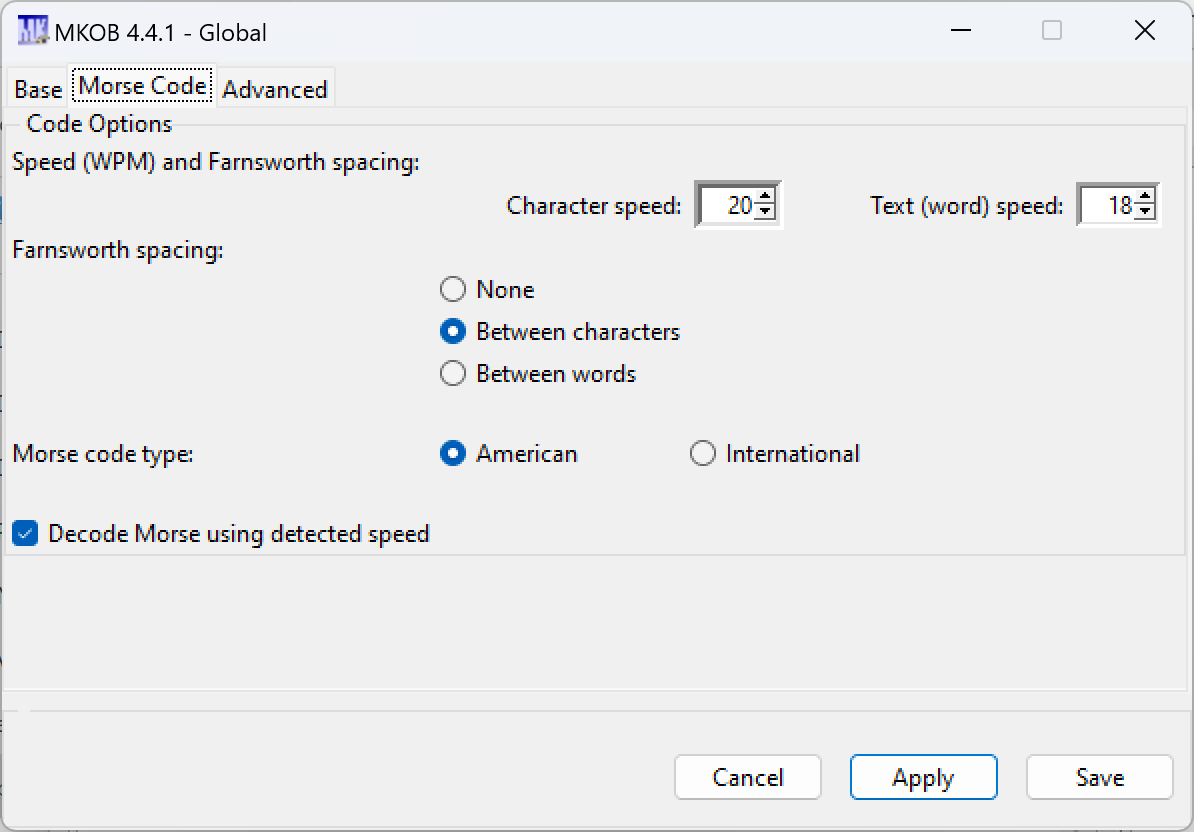 MKOB 4.4.1 - Global
Base Morse Code Advanced
Code Options
Speed (WPM) and Farnsworth spacing:
Character speed: 20 Text (word) speed: 18
Farnsworth spacing:
None
Between characters
Between words
Morse code type: American International
Decode Morse using detected speed
Cancel Apply Save